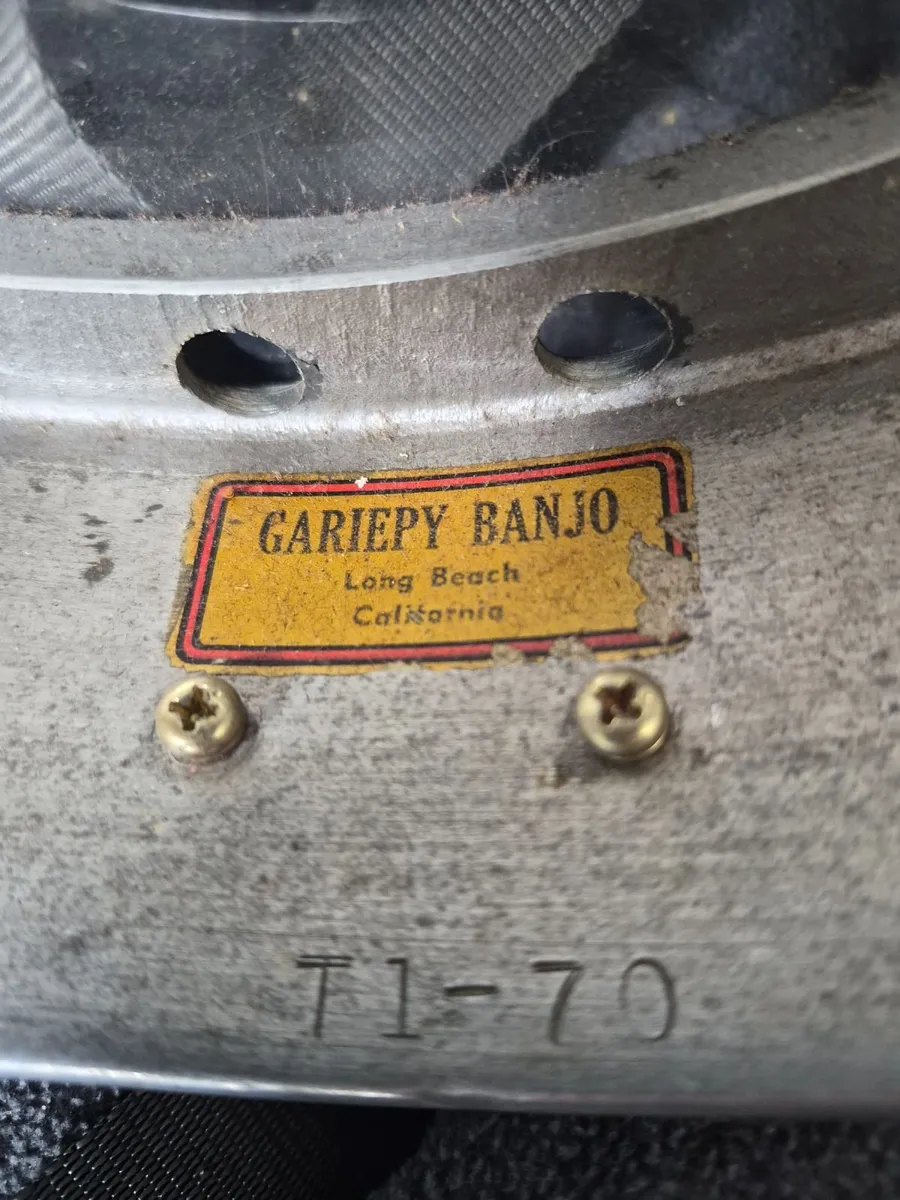 GARIEPY BANJO
Long Beach
California
T1-70